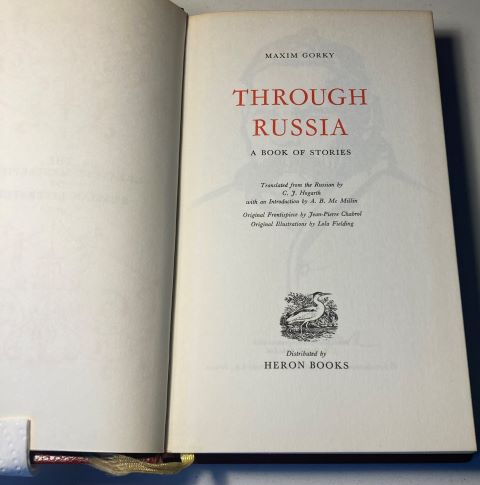 MAXIM GORKY
THROUGH
RUSSIA
A BOOK OF STORIES
Translated from the Russian by
C. J. Hogarth
with an Introduction by A. B. Mc Millin
Original Frontispiece by Jean-Pierre Chabrol
Original Illustrations by Lola Fielding
Distributed by
HERON BOOKS